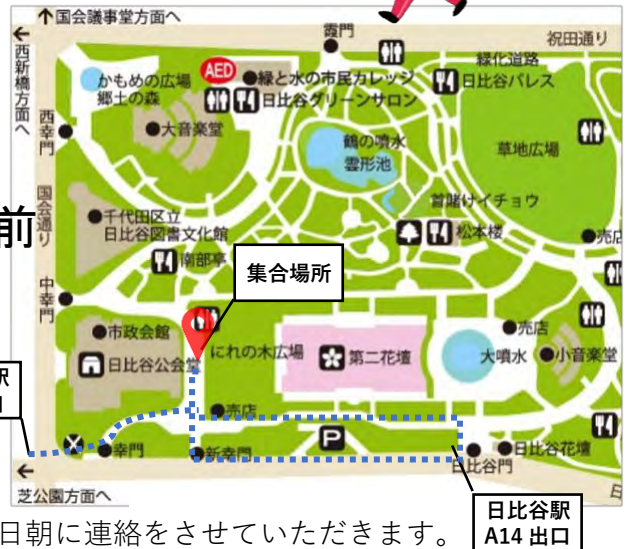 国会議事堂方面へ
霞門
祝田通り
西新橋方面へ
AED
緑と水の市民カレッジ
緑化道路
かもめの広場
郷土の森
日比谷グリーンサロン
日比谷パレス
大音楽堂
西幸門
鶴の噴水
雲形池
草地広場
首賭けイチョウ
国会通り
千代田区立
日比谷図書文化館
前
松本楼
売店
南部亭
集合場所
中幸門
市政会館
日比谷公会堂
にれの木広場
第二花壇
大噴水
売店
小音楽堂
駅
売店
幸門
新幸門
P
日比谷門
日比谷花壇
芝公園方面へ
日比谷駅
A14 出口
日朝に連絡をさせていただきます。